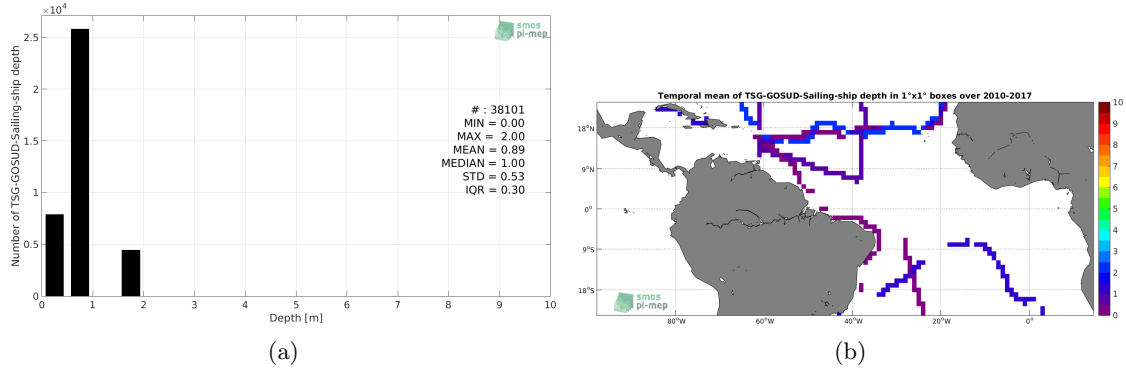 ×10⁴
2.5
2
1.5
1
0.5
0
0 1 2 3 4 5 6 7 8 9 10
Number of TSG-GOSUD-Sailing-ship depth
Depth [m]
smos
pi-mep
# : 38101
MIN = 0.00
MAX = 2.00
MEAN = 0.89
MEDIAN = 1.00
STD = 0.53
IQR = 0.30
(a)
Temporal mean of TSG-GOSUD-Sailing-ship depth in 1°x1° boxes over 2010-2017
18°N
9°N
0°
9°S
18°S
80°W 60°W 40°W 20°W 0°
smos
pi-mep
10
9
8
7
6
5
4
3
2
1
0
(b)